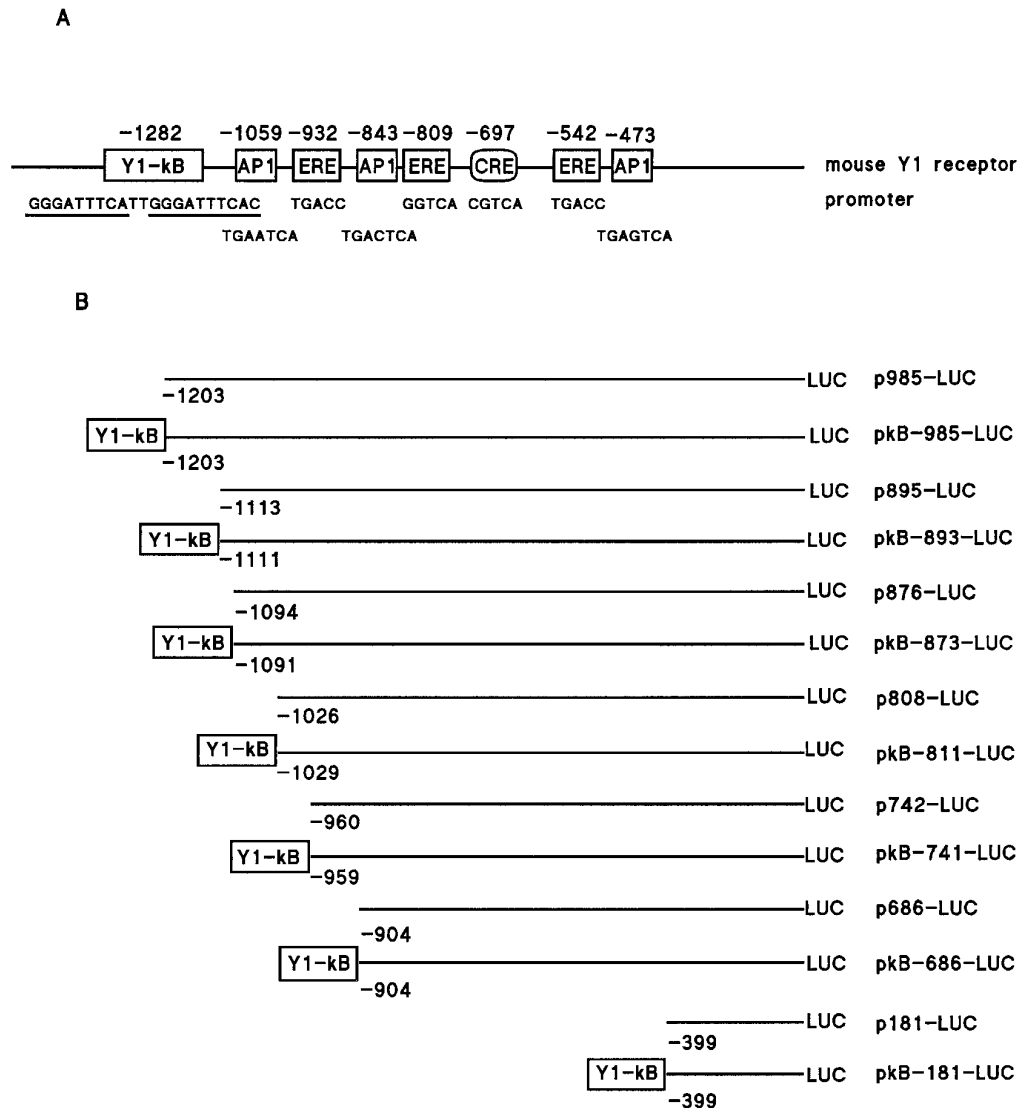 A
-1282 -1059 -932 -843 -809 -697 -542 -473
Y1-kB AP1 ERE AP1 ERE CRE ERE AP1 mouse Y1 receptor
GGGATTTCATTGGGATTTCAC TGACC GGTCA CGTCA TGACC promoter
TGAATCA TGACTCA TGAGTCA
B
LUC p985-LUC
-1203
Y1-kB LUC pkB-985-LUC
-1203
LUC p895-LUC
-1113
Y1-kB LUC pkB-893-LUC
-1111
LUC p876-LUC
-1094
Y1-kB LUC pkB-873-LUC
-1091
LUC p808-LUC
-1026
Y1-kB LUC pkB-811-LUC
-1029
LUC p742-LUC
-960
Y1-kB LUC pkB-741-LUC
-959
LUC p686-LUC
-904
Y1-kB LUC pkB-686-LUC
-904
LUC p181-LUC
-399
Y1-kB LUC pkB-181-LUC
-399